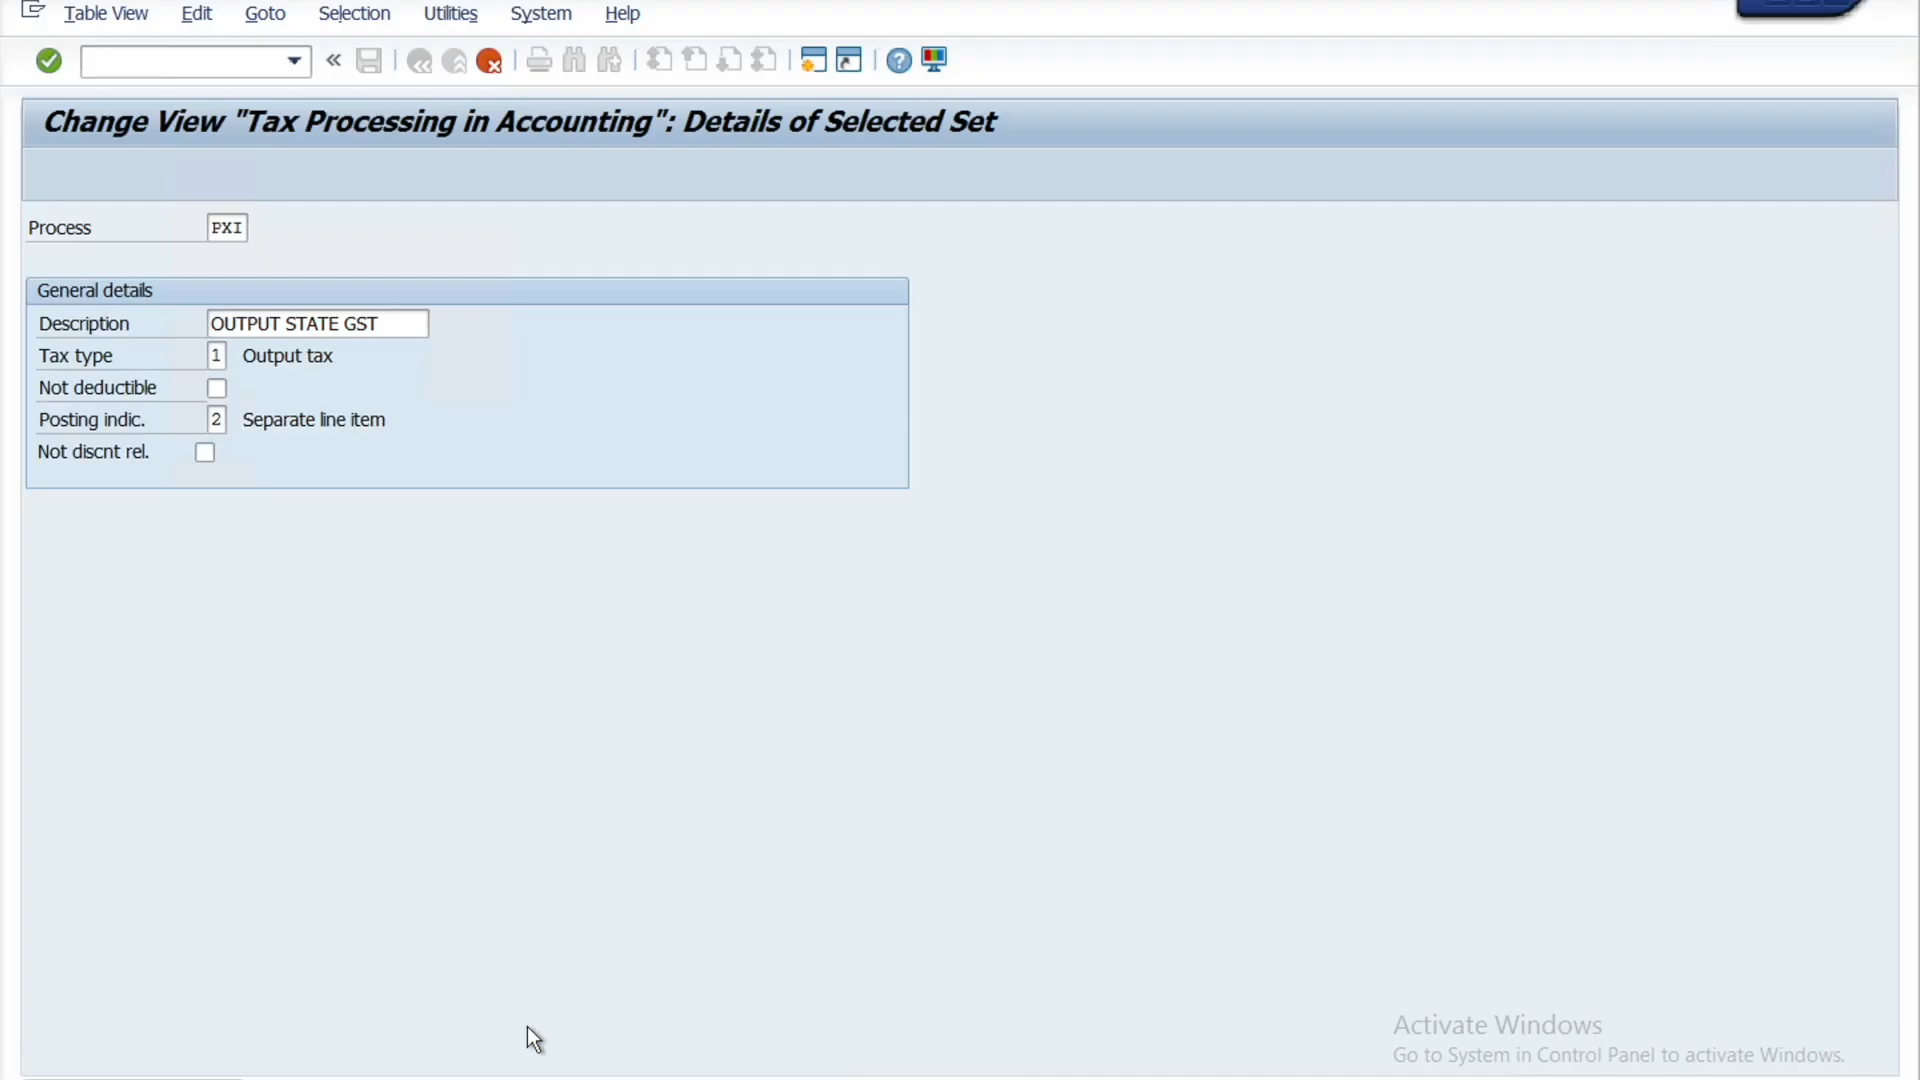 Table View Edit Goto Selection Utilities System Help
Change View "Tax Processing in Accounting": Details of Selected Set
Process PXI
General details
Description OUTPUT STATE GST
Tax type 1 Output tax
Not deductible
Posting indic. 2 Separate line item
Not discnt rel.
Activate Windows
Go to System in Control Panel to activate Windows.